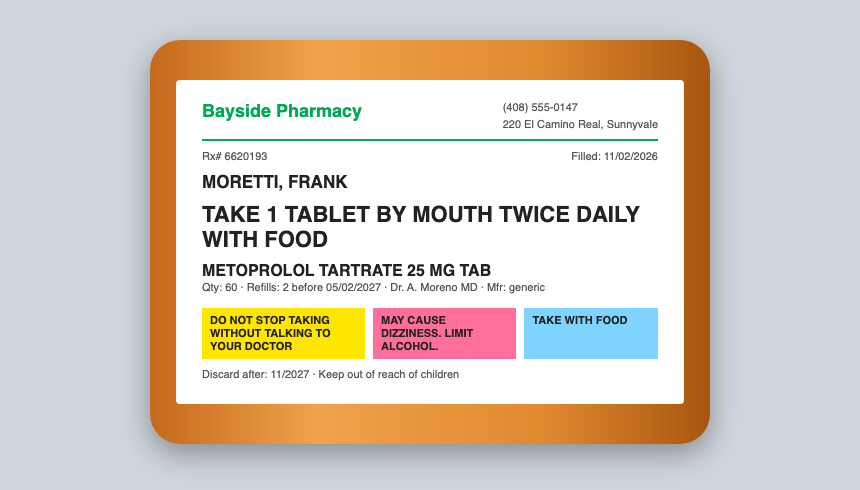 Bayside Pharmacy
(408) 555-0147
220 El Camino Real, Sunnyvale
Rx# 6620193
Filled: 11/02/2026
MORETTI, FRANK
TAKE 1 TABLET BY MOUTH TWICE DAILY
WITH FOOD
METOPROLOL TARTRATE 25 MG TAB
Qty: 60 · Refills: 2 before 05/02/2027 · Dr. A. Moreno MD · Mfr: generic
DO NOT STOP TAKING
WITHOUT TALKING TO
YOUR DOCTOR
MAY CAUSE
DIZZINESS. LIMIT
ALCOHOL.
TAKE WITH FOOD
Discard after: 11/2027 · Keep out of reach of children